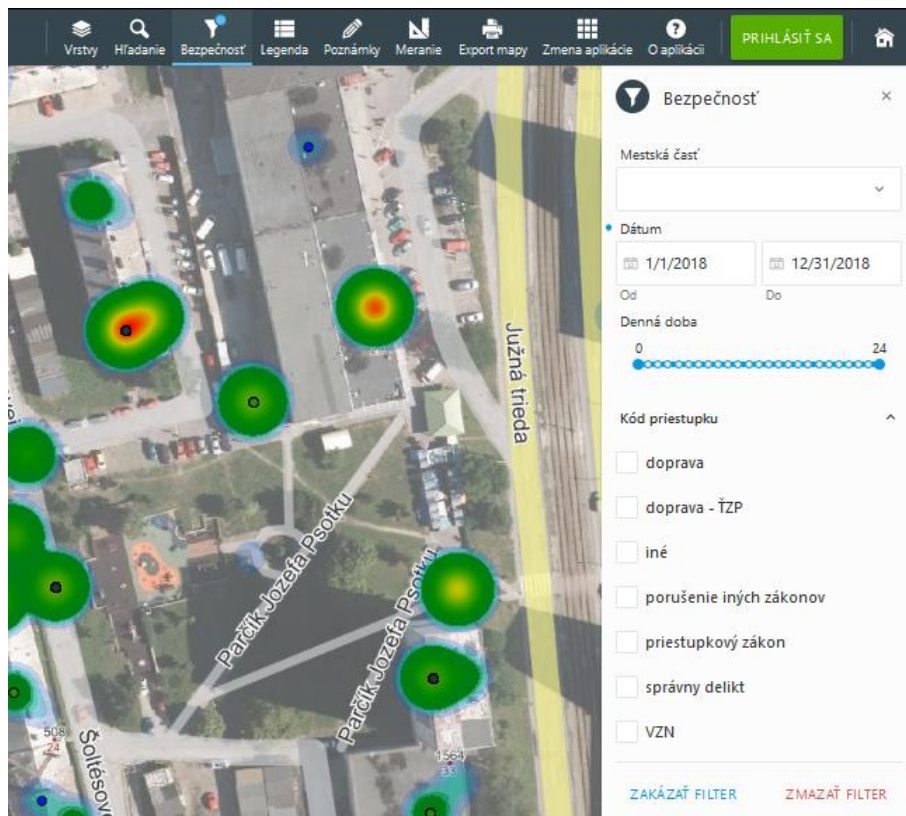 Vrstvy
Hľadanie
Bezpečnosť
Legenda
Poznámky
Meranie
Export mapy
Zmena aplikácie
O aplikácii
PRIHLÁSIŤ SA
Bezpečnosť
×
Mestská časť
Dátum
1/1/2018
12/31/2018
Od
Do
Denná doba
0
24
Kód priestupku
doprava
doprava - ŤZP
iné
porušenie iných zákonov
priestupkový zákon
správny delikt
VZN
ZAKÁZAŤ FILTER
ZMAZAŤ FILTER
Južná trieda
Parčík Jozefa Psotku
Parčík Jozefa Psotku
508
24
Šoltésovej
1564
33